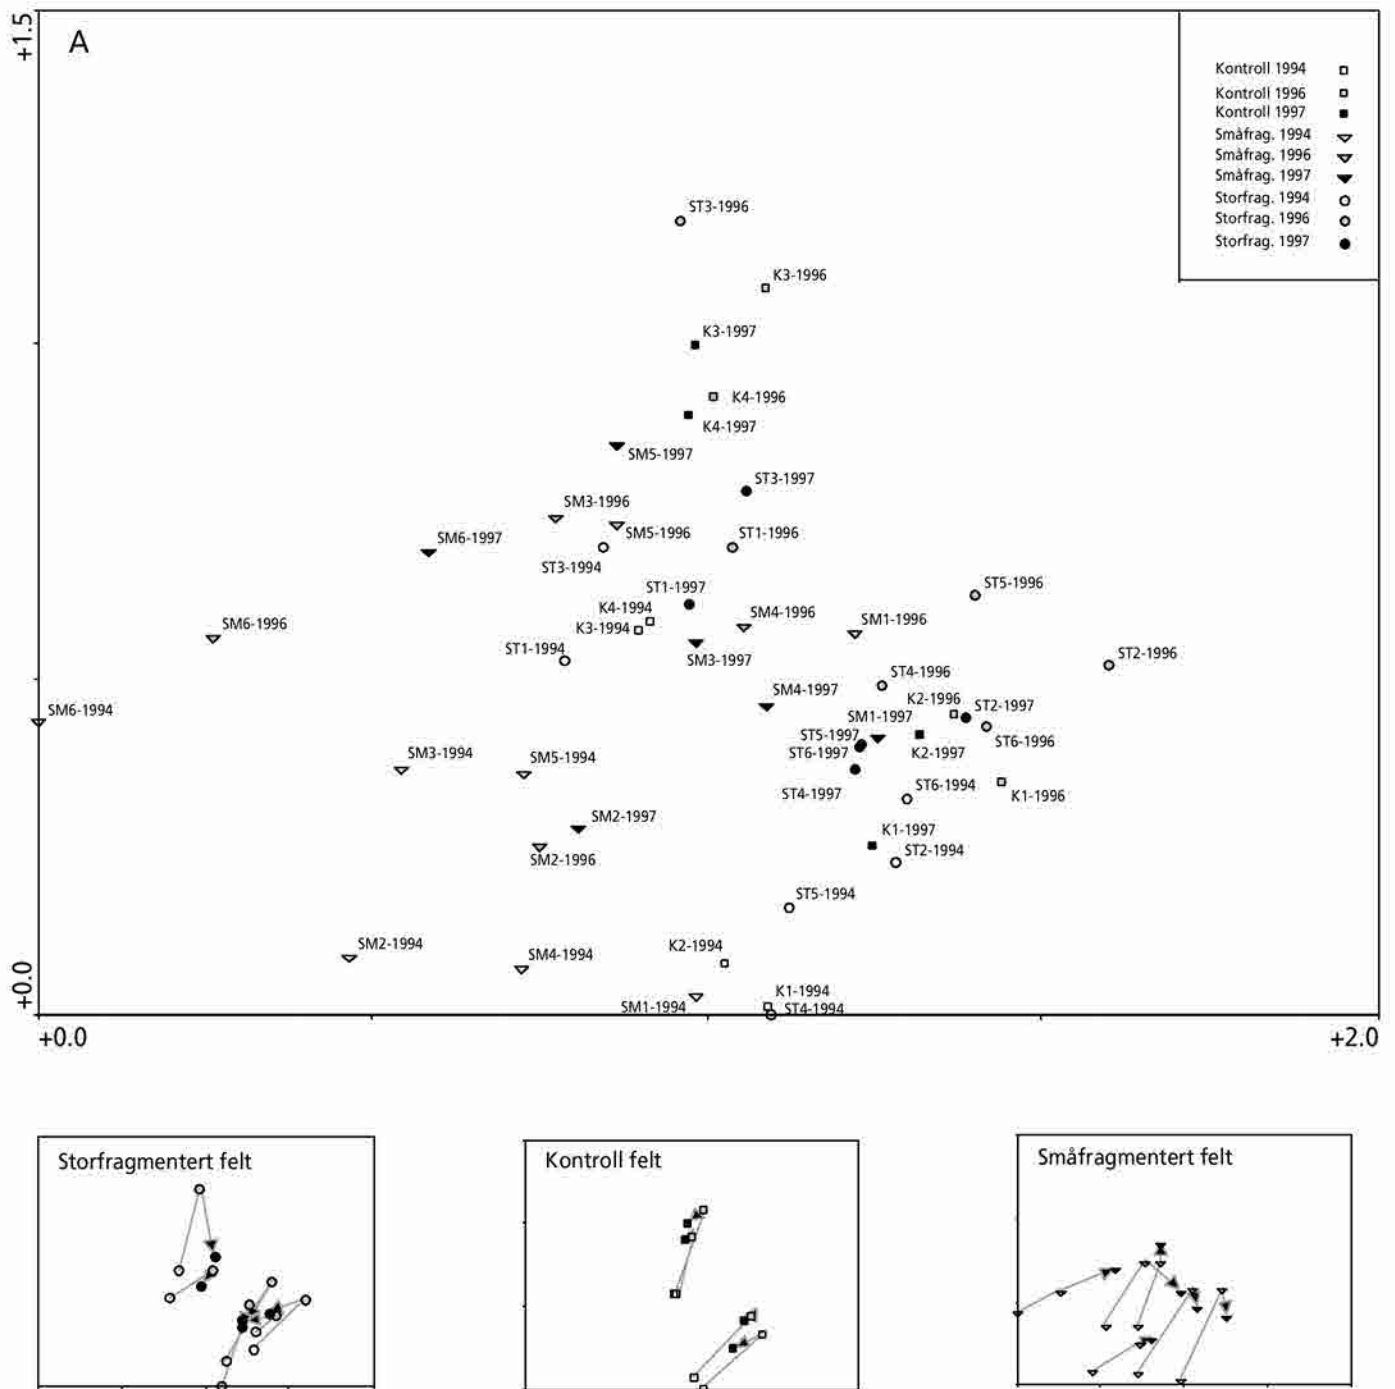 +1.5
A
Kontroll 1994
Kontroll 1996
Kontroll 1997
Småfrag. 1994
Småfrag. 1996
Småfrag. 1997
Storfrag. 1994
Storfrag. 1996
Storfrag. 1997
ST3-1996
K3-1996
K3-1997
K4-1996
K4-1997
SM5-1997
ST3-1997
SM3-1996
SM5-1996
ST1-1996
SM6-1997
ST3-1994
ST5-1996
ST1-1997
K4-1994
SM4-1996
SM1-1996
SM6-1996
K3-1994
ST1-1994
SM3-1997
ST2-1996
ST4-1996
SM4-1997
K2-1996
ST2-1997
SM6-1994
SM1-1997
ST5-1997
ST6-1996
SM3-1994
SM5-1994
ST6-1997
K2-1997
ST4-1997
ST6-1994
K1-1996
SM2-1997
K1-1997
SM2-1996
ST2-1994
ST5-1994
SM2-1994
SM4-1994
K2-1994
K1-1994
SM1-1994
ST4-1994
+0.0
+0.0
+2.0
Storfragmentert felt
Kontroll felt
Småfragmentert felt